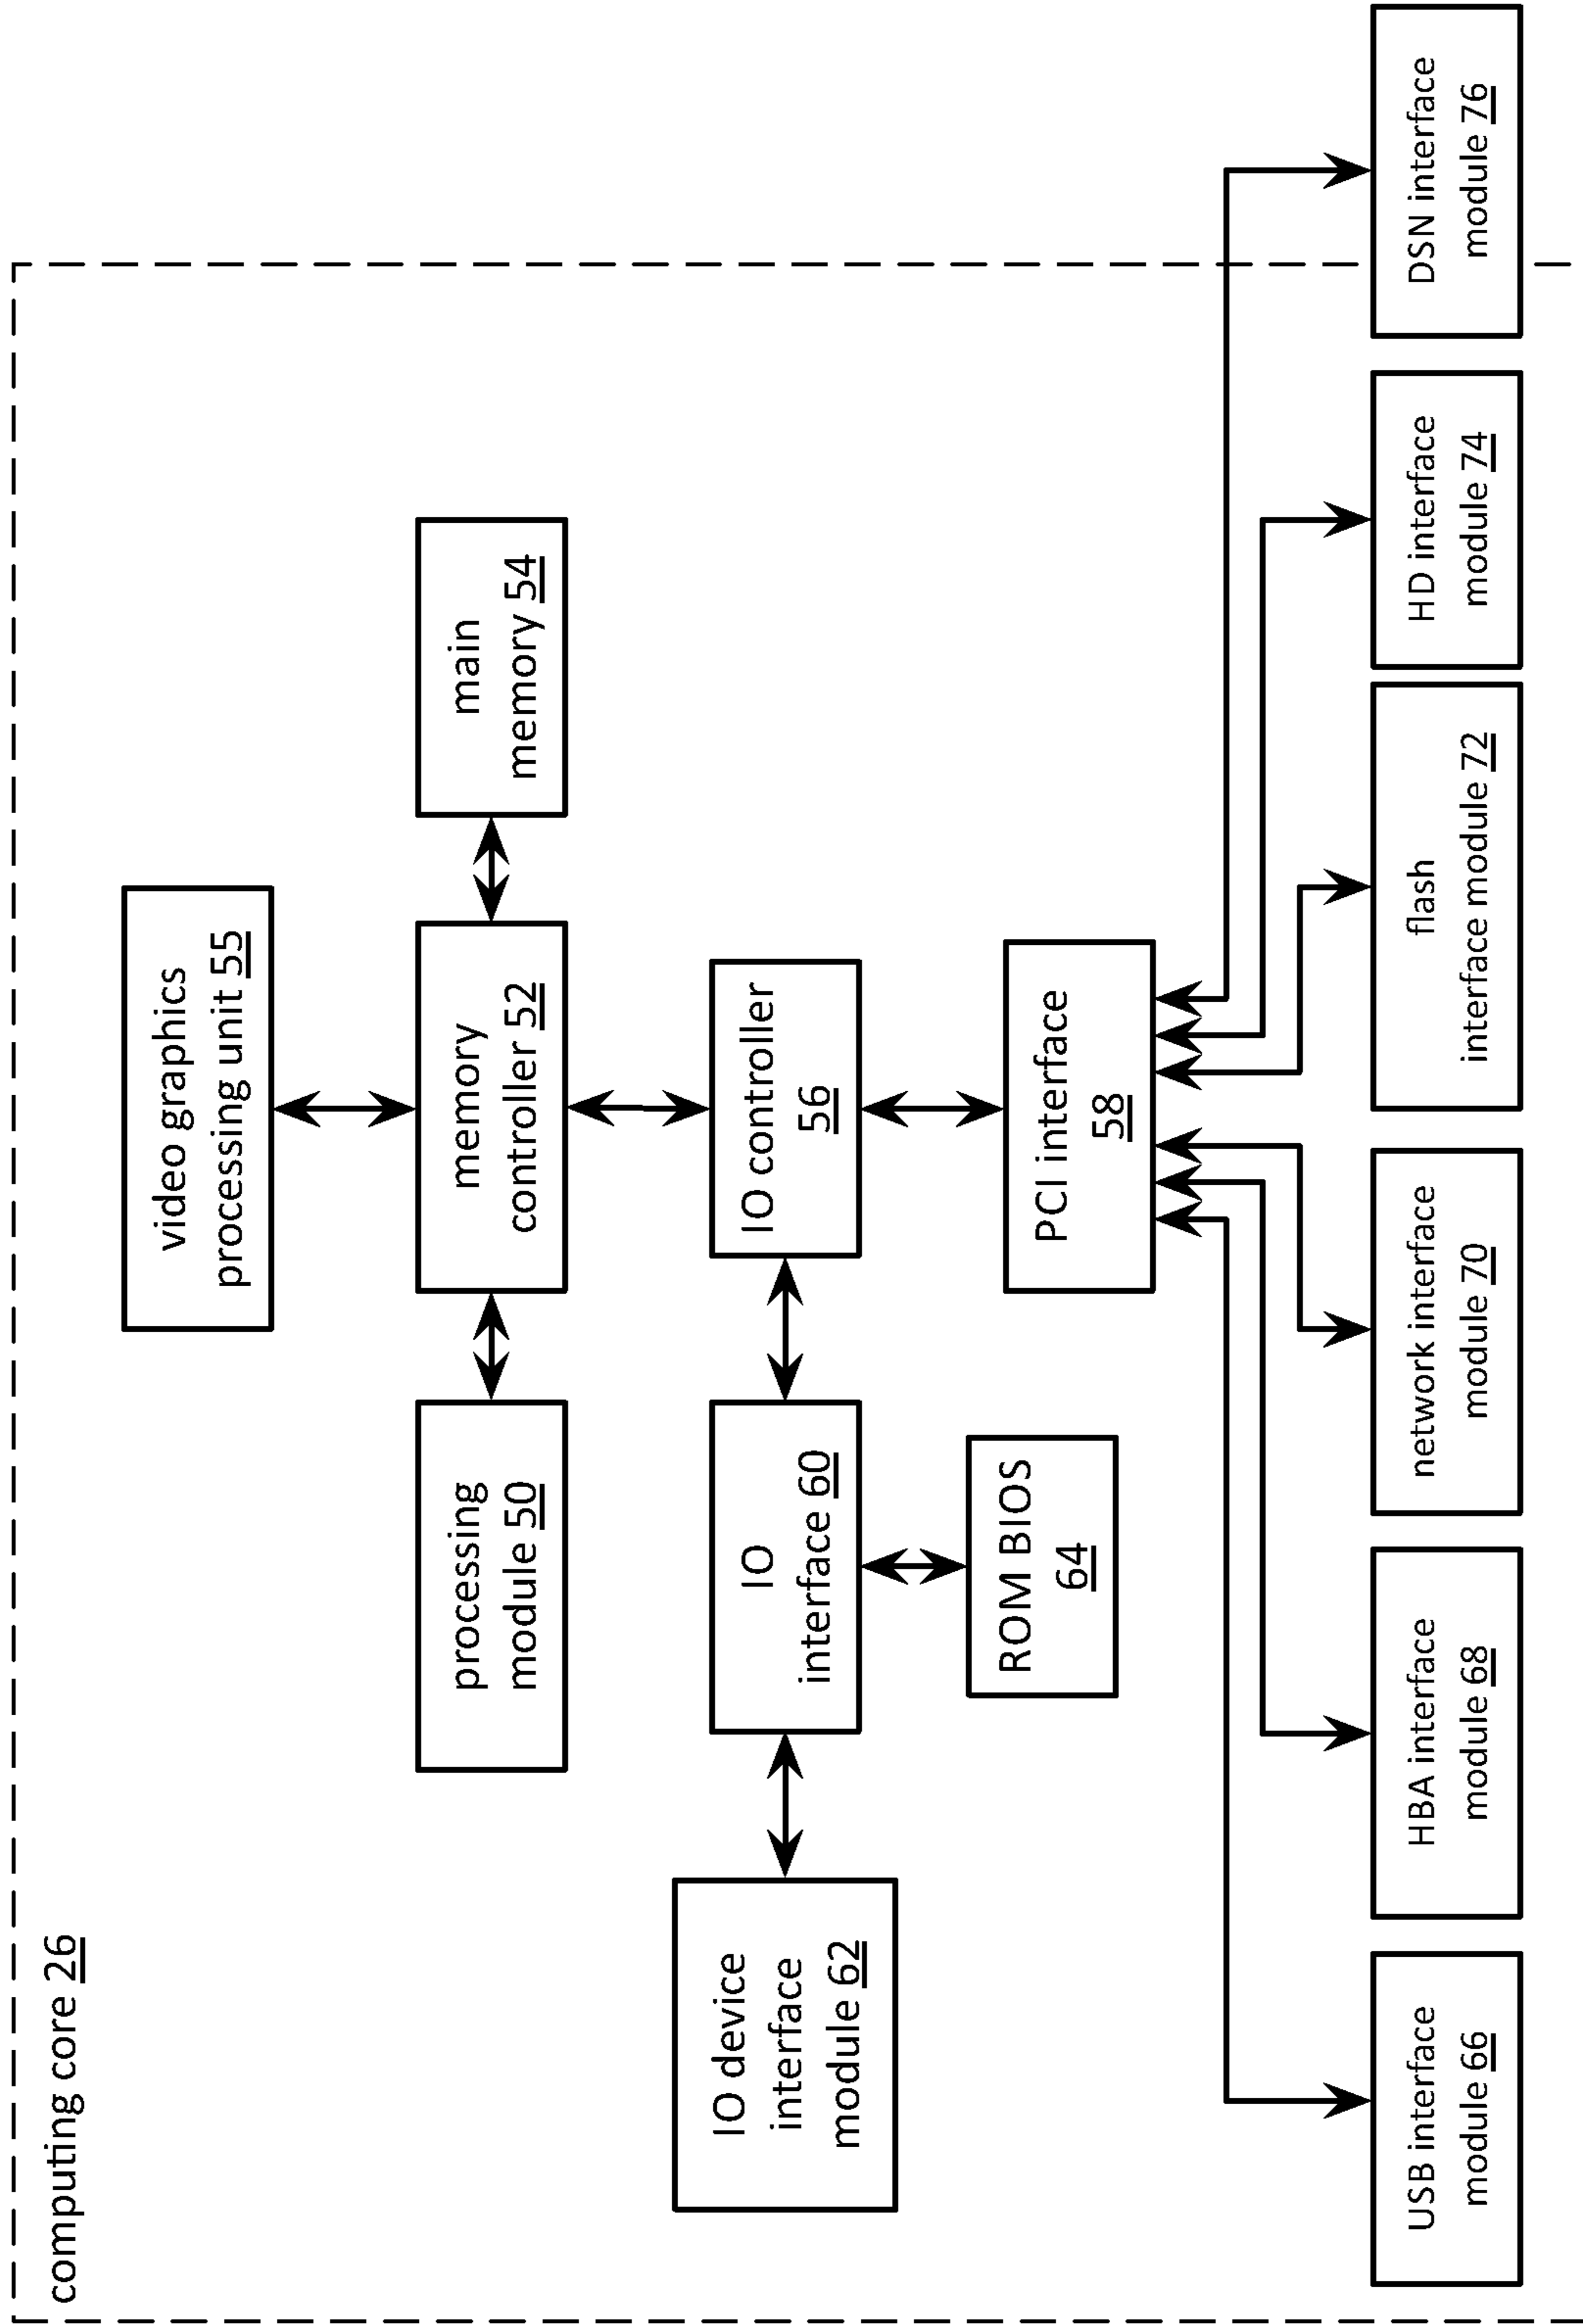 computing core 26
video graphics
processing unit 55
processing
module 50
memory
controller 52
main
memory 54
IO device
interface
module 62
IO
interface 60
IO controller
56
ROM BIOS
64
PCI interface
58
USB interface
module 66
HBA interface
module 68
network interface
module 70
flash
interface module 72
HD interface
module 74
DSN interface
module 76